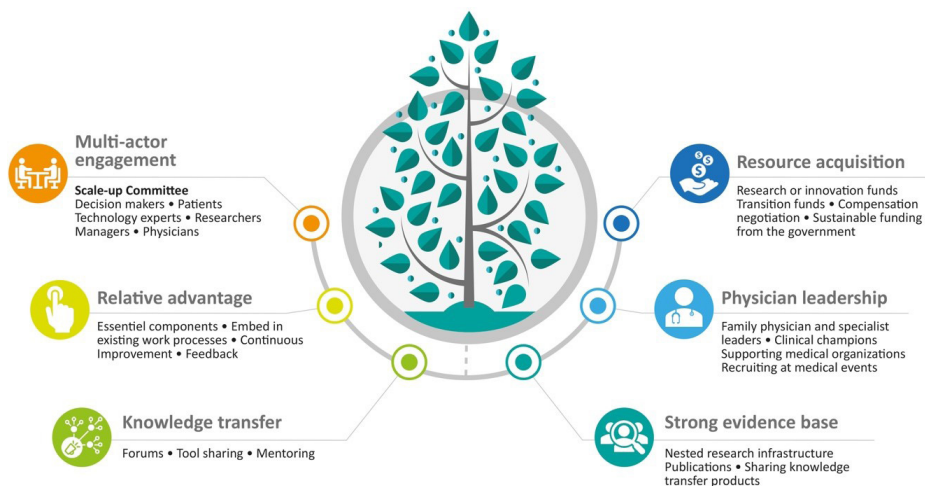 Multi-actor
engagement
Scale-up Committee
Decision makers • Patients
Technology experts • Researchers
Managers • Physicians
Relative advantage
Essentiel components • Embed in
existing work processes • Continuous
Improvement • Feedback
Knowledge transfer
Forums • Tool sharing • Mentoring
Resource acquisition
Research or innovation funds
Transition funds • Compensation
negotiation • Sustainable funding
from the government
Physician leadership
Family physician and specialist
leaders • Clinical champions
Supporting medical organizations
Recruiting at medical events
Strong evidence base
Nested research infrastructure
Publications • Sharing knowledge
transfer products